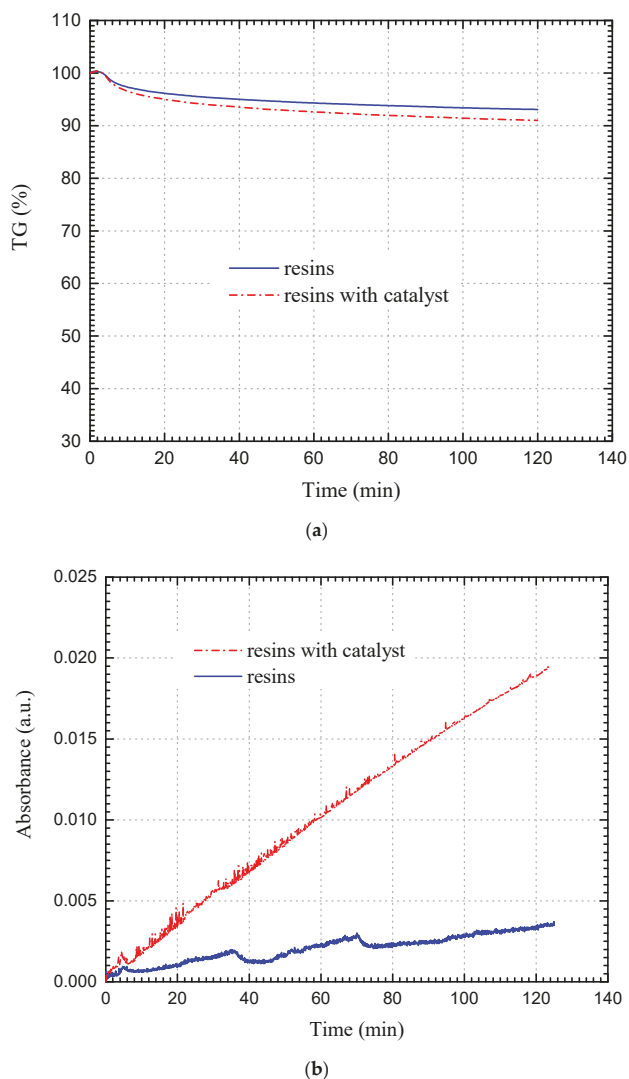 110
100
90
80
70
60
50
40
30
TG (%)
resins
resins with catalyst
0 20 40 60 80 100 120 140
Time (min)
(a)
0.025
0.020
0.015
0.010
0.005
0.000
Absorbance (a.u.)
resins with catalyst
resins
0 20 40 60 80 100 120 140
Time (min)
(b)